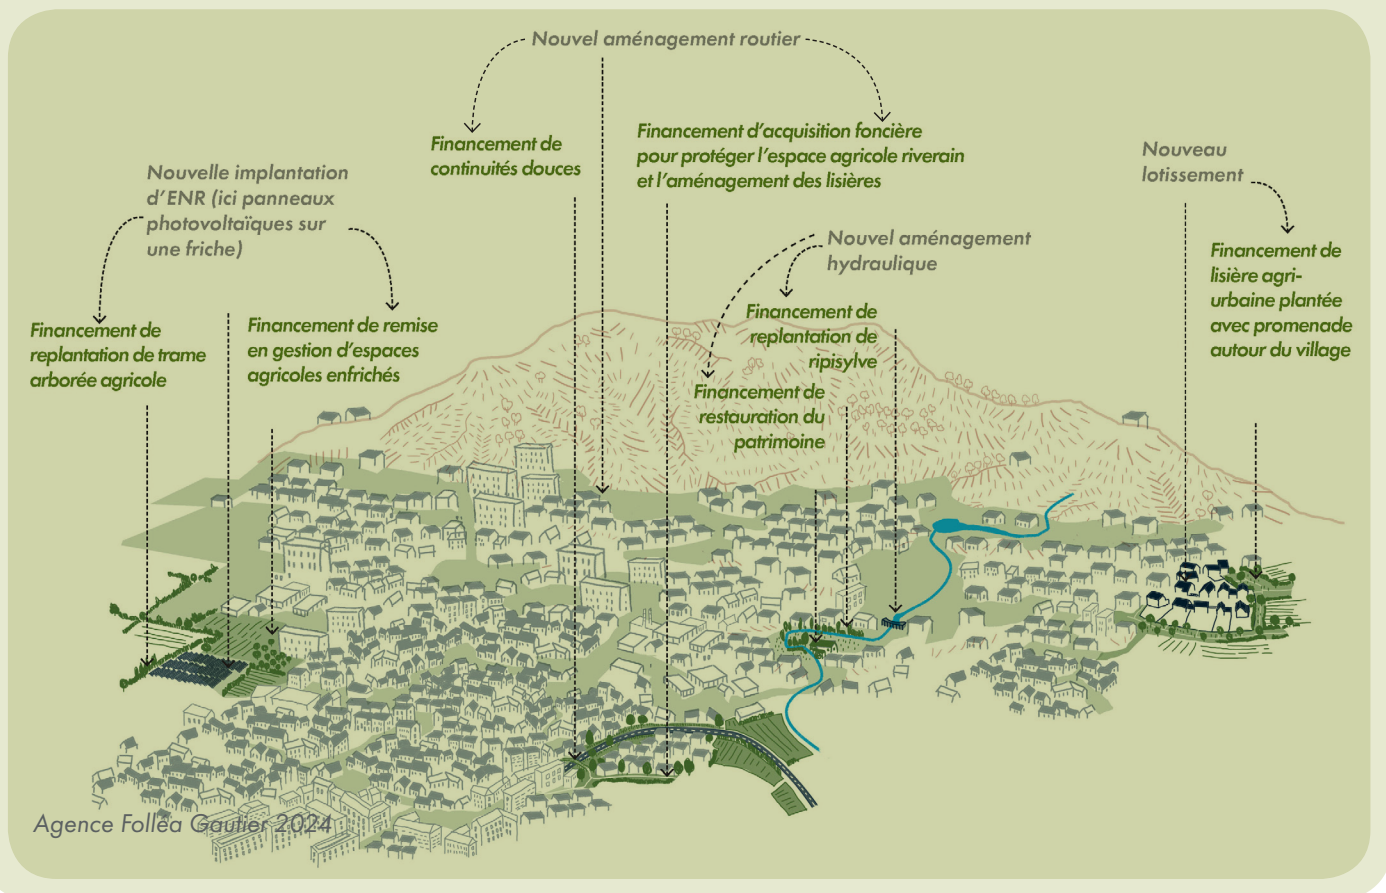 Nouvel aménagement routier
Financement de
continuités douces
Financement d'acquisition foncière
pour protéger l'espace agricole riverain
et l'aménagement des lisières
Nouveau
lotissement
Nouvelle implantation
d'ENR (ici panneaux
photovoltaïques sur
une friche)
Nouvel aménagement
hydraulique
Financement de
lisière agri-
urbaine plantée
avec promenade
autour du village
Financement de
replantation de trame
arborée agricole
Financement de remise
en gestion d'espaces
agricoles enfrichés
Financement de
replantation de
ripisylve
Financement de
restauration du
patrimoine
Agence Folléa Gautier 2024